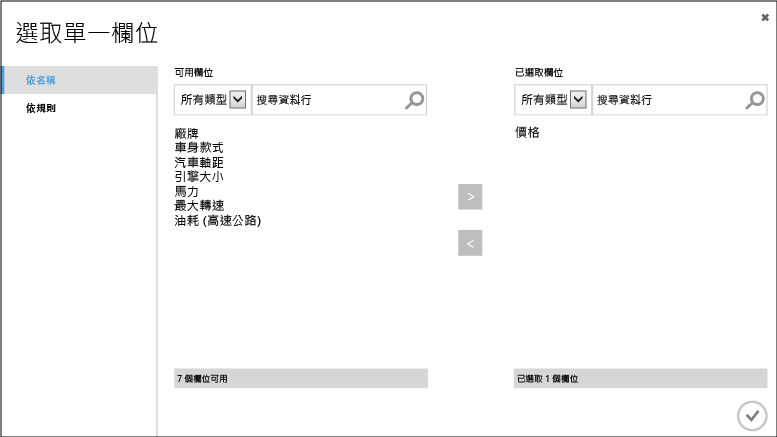 選取單一欄位
依名稱
依規則
可用欄位
所有類型
搜尋資料行
廠牌
車身款式
汽車軸距
引擎大小
馬力
最大轉速
油耗 (高速公路)
7 個欄位可用
>
<
已選取欄位
所有類型
搜尋資料行
價格
已選取 1 個欄位